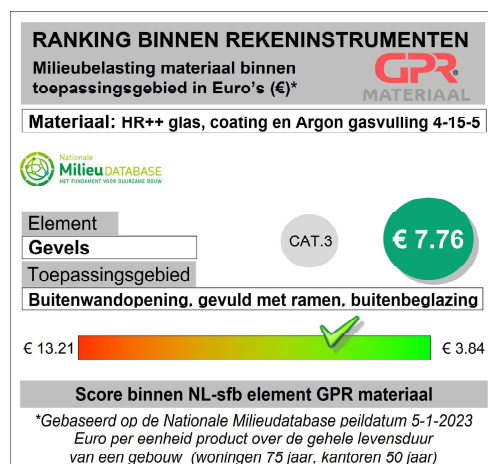 RANKING BINNEN REKENINSTRUMENTEN
Milieubelasting materiaal binnen
toepassingsgebied in Euro's (€)*
GPR®
MATERIAAL
Materiaal: HR++ glas, coating en Argon gasvulling 4-15-5
Nationale
MilieuDATABASE
HET FUNDAMENT VOOR DUURZAME BOUW
Element
Gevels
CAT.3
€ 7.76
Toepassingsgebied
Buitenwandopening, gevuld met ramen, buitenbeglazing
€ 13.21
€ 3.84
Score binnen NL-sfb element GPR materiaal
*Gebaseerd op de Nationale Milieudatabase peildatum 5-1-2023
Euro per eenheid product over de gehele levensduur
van een gebouw (woningen 75 jaar, kantoren 50 jaar)